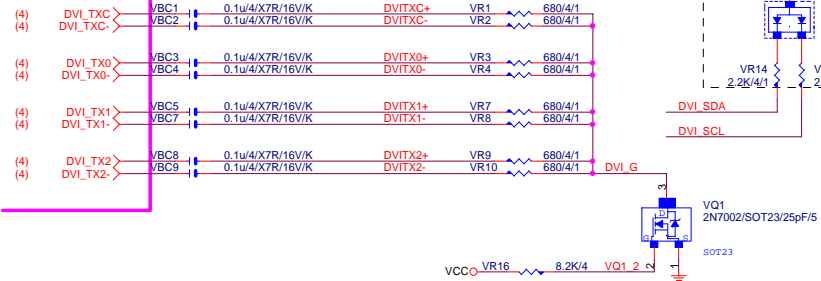 (4) DVI_TXC VBC1 0.1u/4/X7R/16V/K DVITXC+ VR1 680/4/1
(4) DVI_TXC- VBC2 0.1u/4/X7R/16V/K DVITXC- VR2 680/4/1
(4) DVI_TX0 VBC3 0.1u/4/X7R/16V/K DVITX0+ VR3 680/4/1
(4) DVI_TX0- VBC4 0.1u/4/X7R/16V/K DVITX0- VR4 680/4/1
VR14 V
2.2K/4/1 2
(4) DVI_TX1 VBC5 0.1u/4/X7R/16V/K DVITX1+ VR7 680/4/1
DVI_SDA
(4) DVI_TX1- VBC7 0.1u/4/X7R/16V/K DVITX1- VR8 680/4/1
DVI_SCL
(4) DVI_TX2 VBC8 0.1u/4/X7R/16V/K DVITX2+ VR9 680/4/1
(4) DVI_TX2- VBC9 0.1u/4/X7R/16V/K DVITX2- VR10 680/4/1 DVI_G
3
VQ1
D 2N7002/SOT23/25pF/5
G S
SOT23
VCC VR16 8.2K/4 VQ1_2 2 1